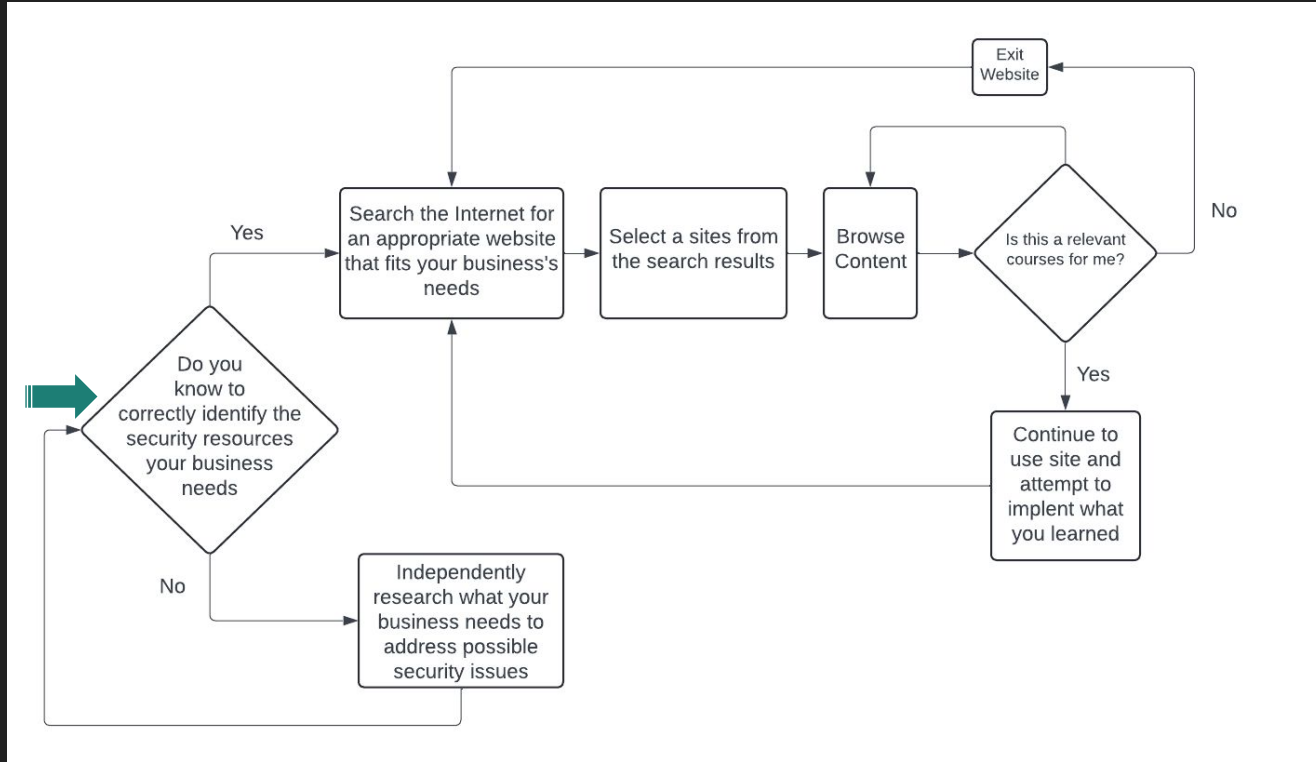 Exit
Website
No
Yes
Search the Internet for
an appropriate website
that fits your business's
needs
Select a sites from
the search results
Browse
Content
Is this a relevant
courses for me?
Yes
Do you
know to
correctly identify the
security resources
your business
needs
Continue to
use site and
attempt to
implent what
you learned
No
Independently
research what your
business needs to
address possible
security issues